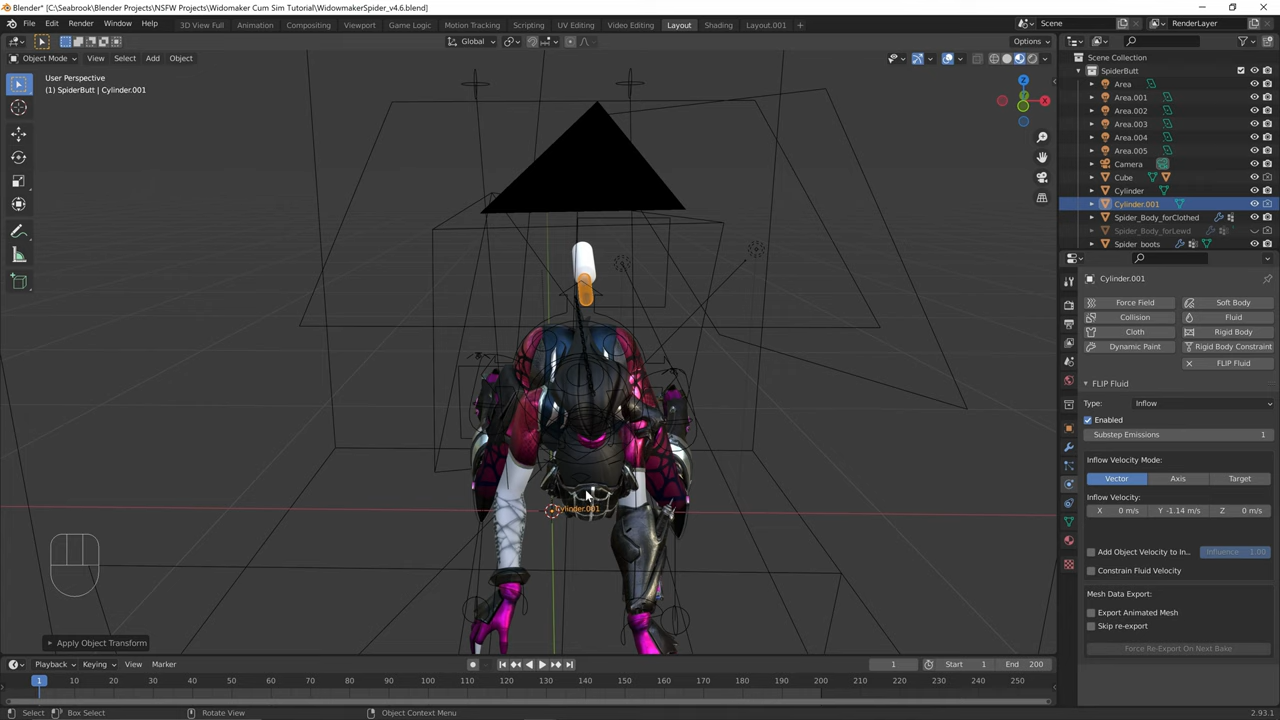 Blender* [C:\Seabrook\Blender Projects\NSFW Projects\Widomaker Cum Sim Tutorial\WidowmakerSpider_v4.6.blend]
File Edit Render Window Help 3D View Full Animation Compositing Viewport Game Logic Motion Tracking Scripting UV Editing Video Editing Layout Shading Layout.001 + Scene RenderLayer
Global Options
Object Mode View Select Add Object
User Perspective
(1) SpiderButt | Cylinder.001
Z
X
Cylinder.001
Apply Object Transform
Scene Collection
SpiderButt
Area
Area.001
Area.002
Area.003
Area.004
Area.005
Camera
Cube
Cylinder
Cylinder.001
Spider_Body_forClothed
Spider_Body_forLewd
Spider_boots
Cylinder.001
Force Field Soft Body
Collision Fluid
Cloth Rigid Body
Dynamic Paint Rigid Body Constraint
FLIP Fluid
FLIP Fluid
Type: Inflow
Enabled
Substep Emissions 1
Inflow Velocity Mode:
Vector Axis Target
Inflow Velocity:
X 0 m/s Y -1.14 m/s Z 0 m/s
Add Object Velocity to In... Influence 1.00
Constrain Fluid Velocity
Mesh Data Export:
Export Animated Mesh
Skip re-export
Force Re-Export On Next Bake
Playback Keying View Marker 1 Start 1 End 200
1 10 20 30 40 50 60 70 80 90 100 110 120 130 140 150 160 170 180 190 200 210 220 230 240 250
Select Box Select Rotate View Object Context Menu 2.93.1